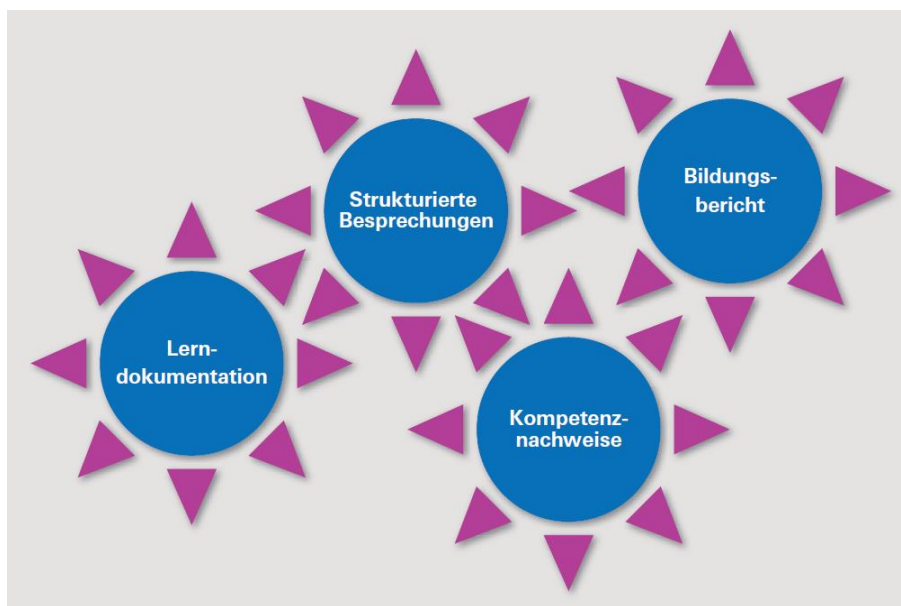 Strukturierte
Besprechungen
Bildungs-
bericht
Lern-
dokumentation
Kompetenz-
nachweise